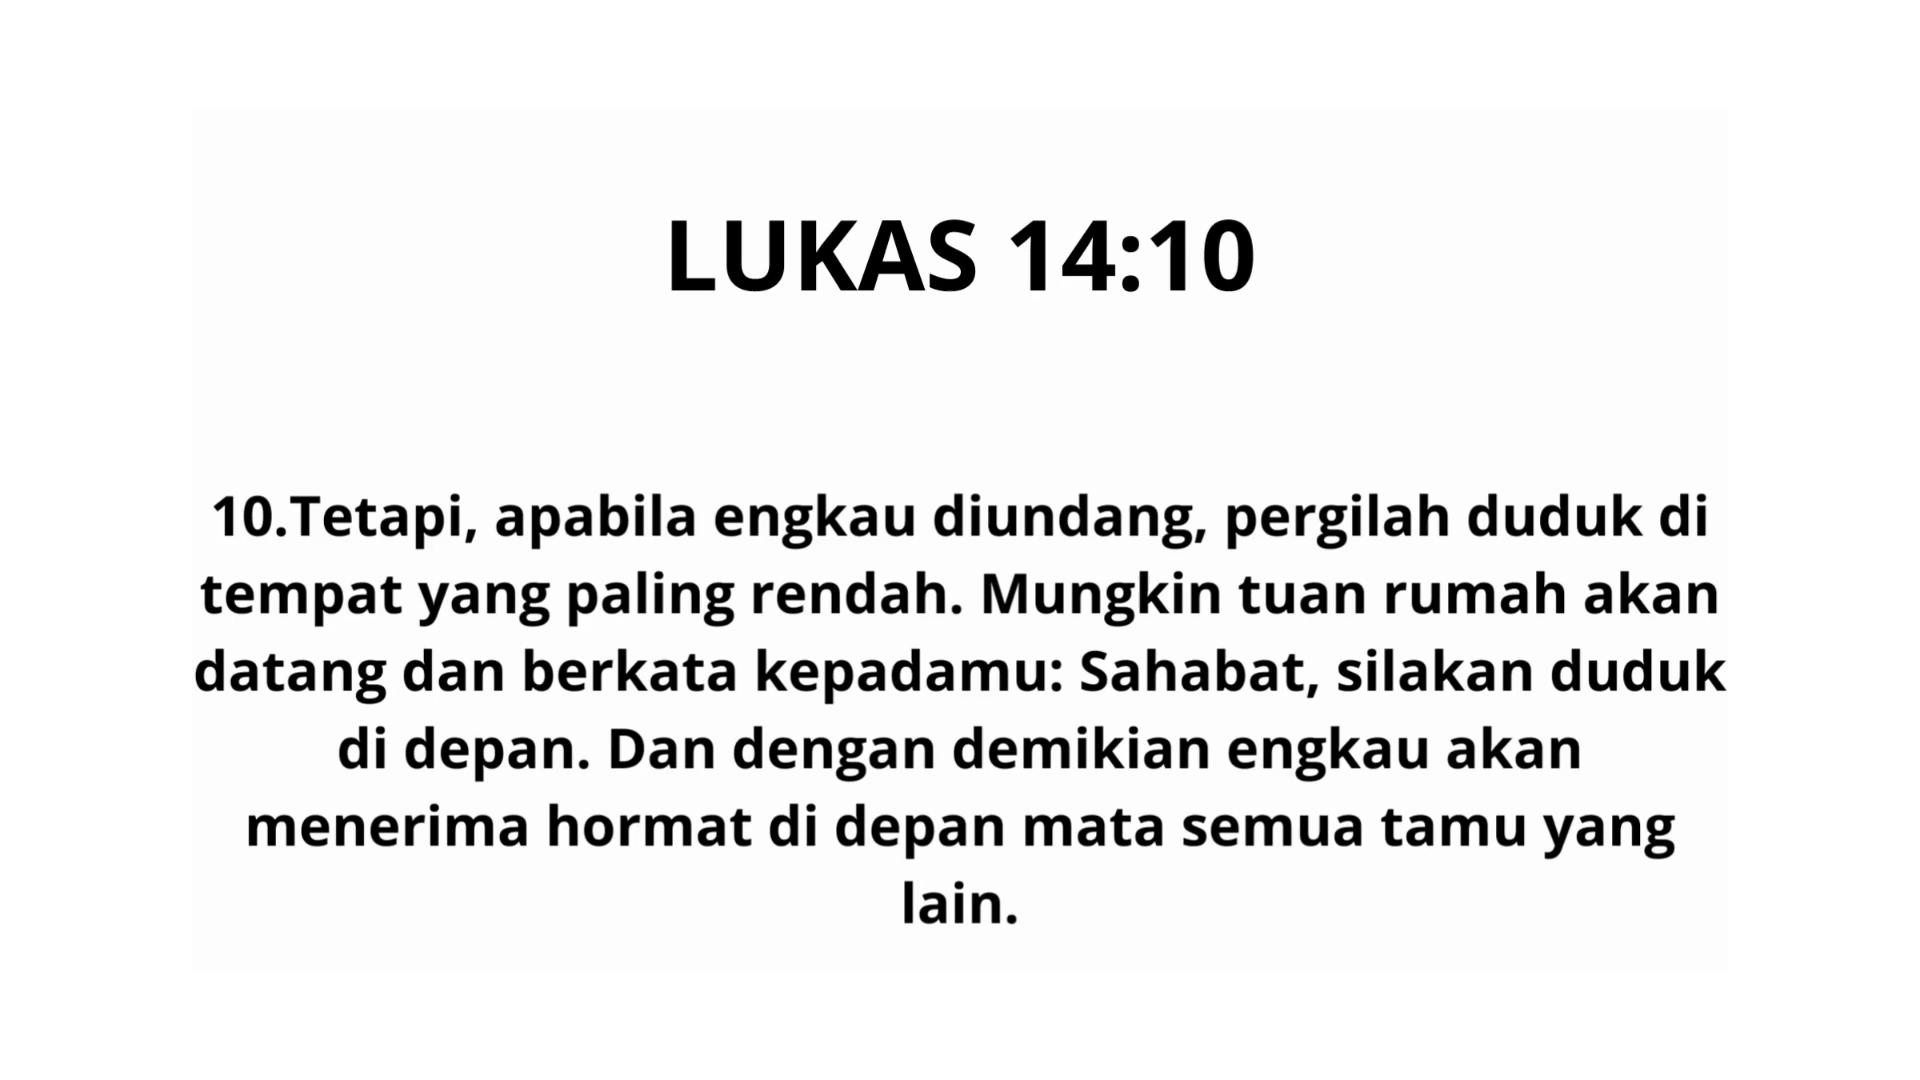 LUKAS 14:10
10.Tetapi, apabila engkau diundang, pergilah duduk di
tempat yang paling rendah. Mungkin tuan rumah akan
datang dan berkata kepadamu: Sahabat, silakan duduk
di depan. Dan dengan demikian engkau akan
menerima hormat di depan mata semua tamu yang
lain.